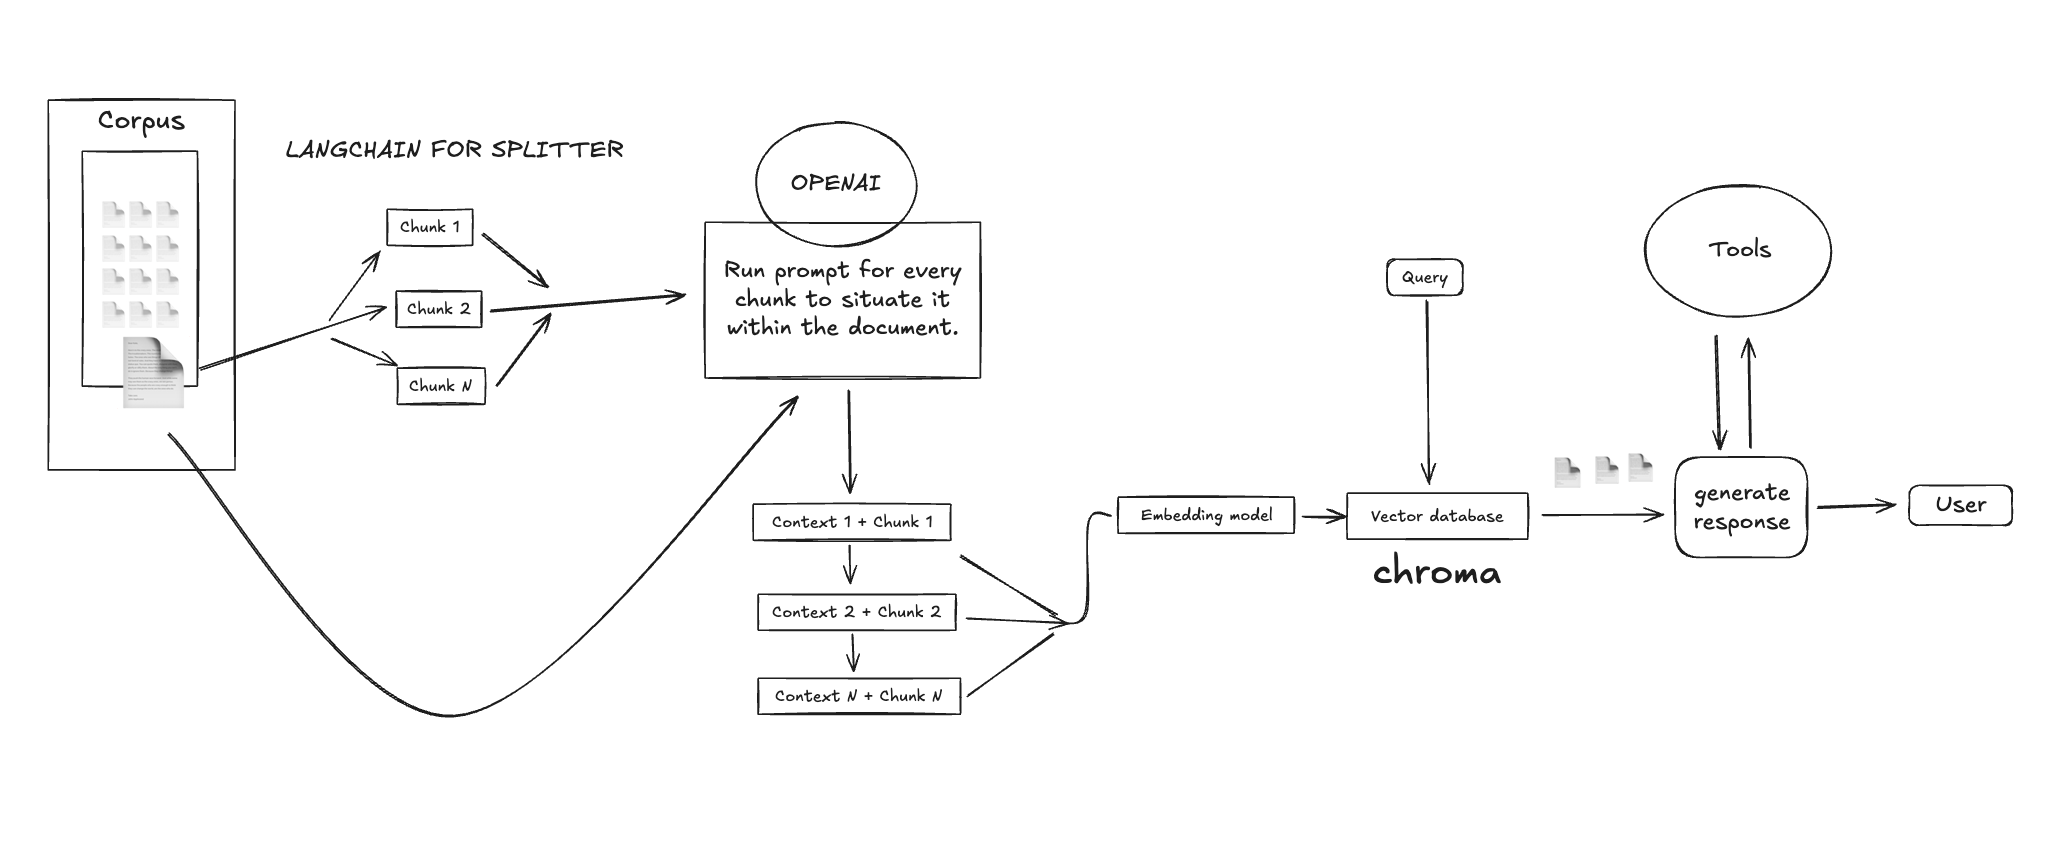 Corpus
LANGCHAIN FOR SPLITTER
Chunk 1
Chunk 2
Chunk N
OPENAI
Run prompt for every
chunk to situate it
within the document.
Context 1 + Chunk 1
Context 2 + Chunk 2
Context N + Chunk N
Embedding model
Query
Vector database
chroma
Tools
generate
response
User